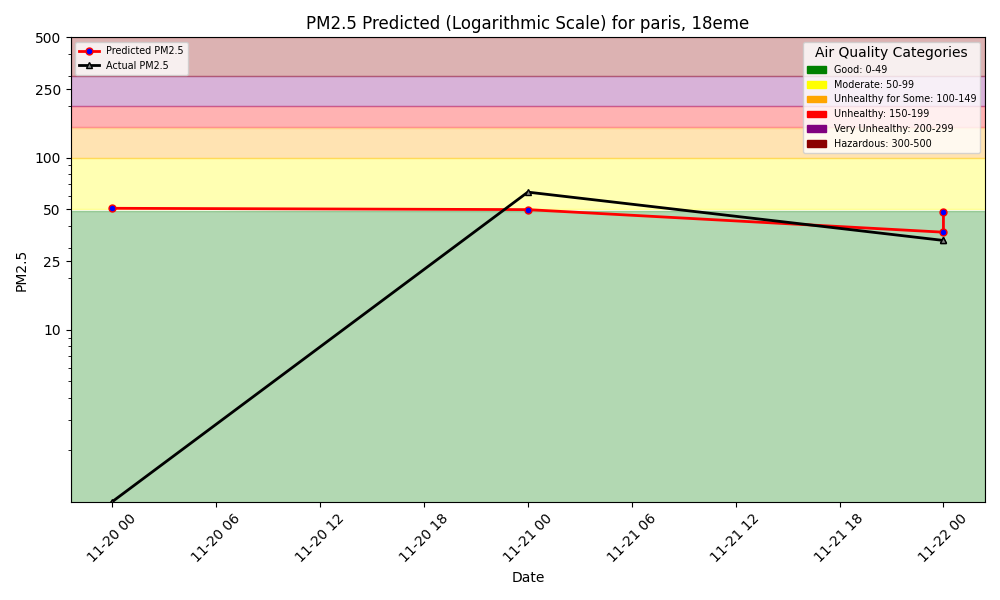 PM2.5 Predicted (Logarithmic Scale) for paris, 18eme
500
250
100
50
25
10
PM2.5
Predicted PM2.5
Actual PM2.5
Air Quality Categories
Good: 0-49
Moderate: 50-99
Unhealthy for Some: 100-149
Unhealthy: 150-199
Very Unhealthy: 200-299
Hazardous: 300-500
11-20 00
11-20 06
11-20 12
11-20 18
11-21 00
11-21 06
11-21 12
11-21 18
11-22 00
Date